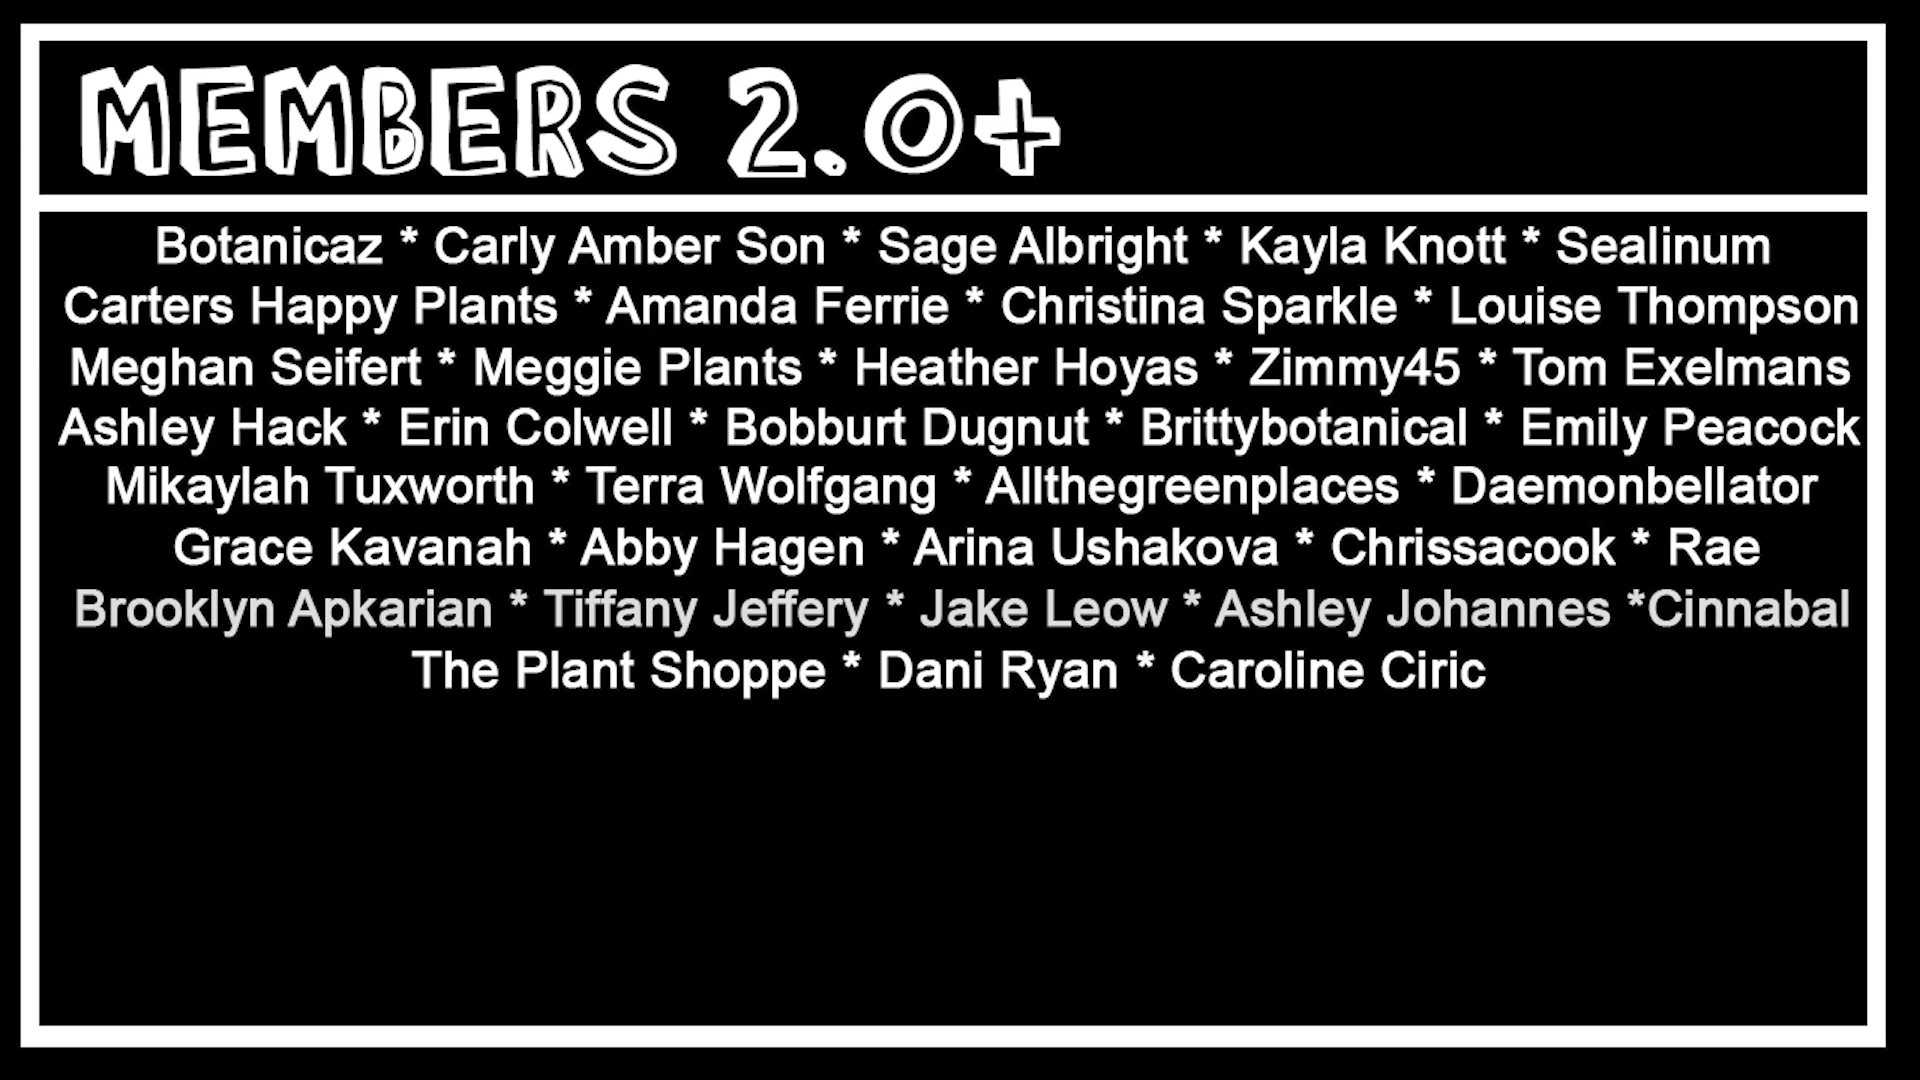 MEMBERS 2.0+
Botanicaz * Carly Amber Son * Sage Albright * Kayla Knott * Sealinum
Carters Happy Plants * Amanda Ferrie * Christina Sparkle * Louise Thompson
Meghan Seifert * Meggie Plants * Heather Hoyas * Zimmy45 * Tom Exelmans
Ashley Hack * Erin Colwell * Bobburt Dugnut * Brittybotanical * Emily Peacock
Mikaylah Tuxworth * Terra Wolfgang * Allthegreenplaces * Daemonbellator
Grace Kavanah * Abby Hagen * Arina Ushakova * Chrissacook * Rae
Brooklyn Apkarian * Tiffany Jeffery * Jake Leow * Ashley Johannes *Cinnabal
The Plant Shoppe * Dani Ryan * Caroline Ciric